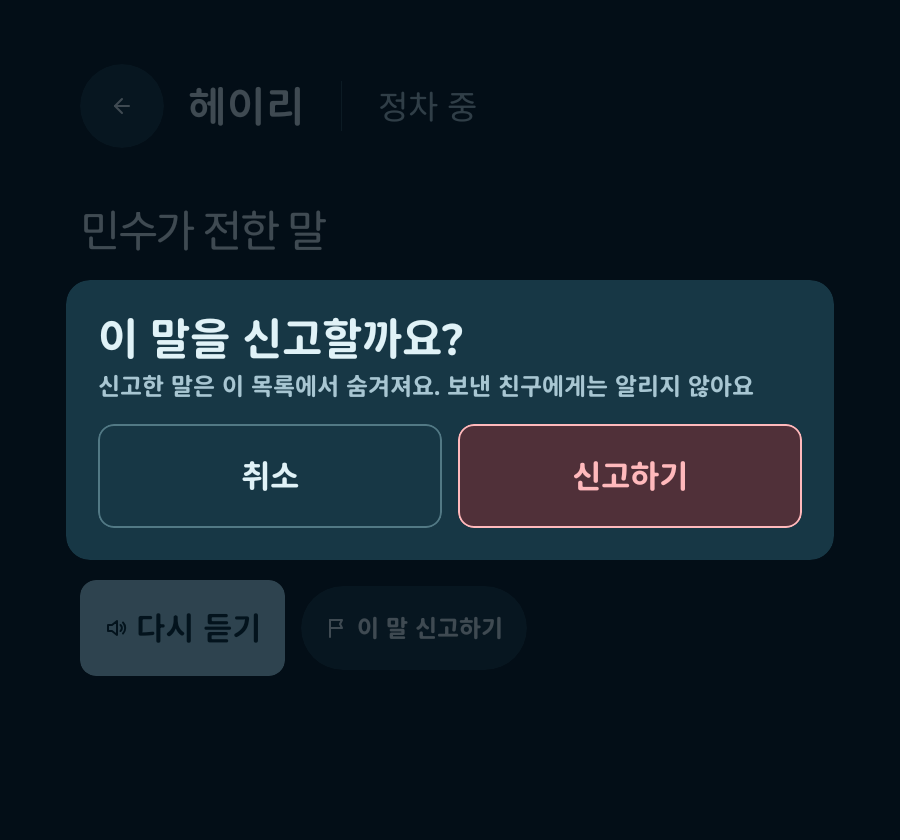 헤이리
정차 중
민수가 전한 말
이 말을 신고할까요?
신고한 말은 이 목록에서 숨겨져요. 보낸 친구에게는 알리지 않아요
취소
신고하기
다시 듣기
이 말 신고하기